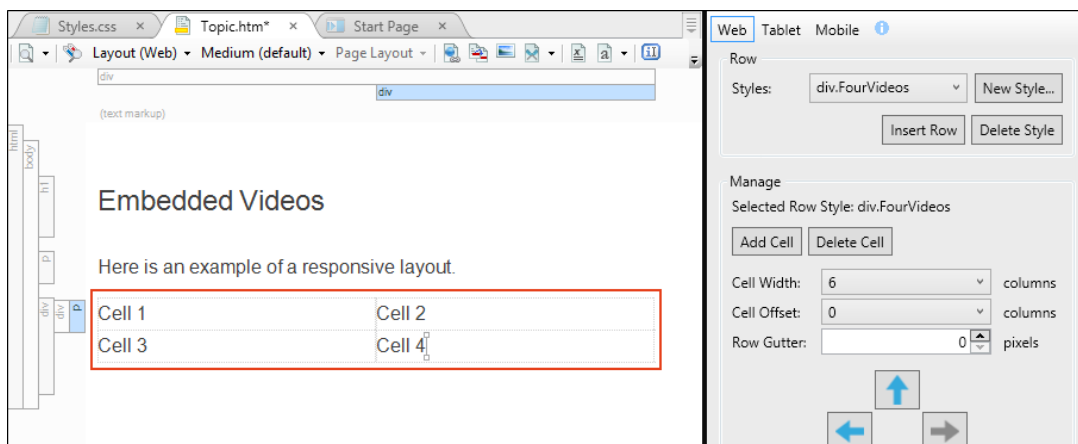 Styles.css × Topic.htm* × Start Page ×
Layout (Web) Medium (default) Page Layout
div
div
(text markup)
html
body
h1
Embedded Videos
p
Here is an example of a responsive layout.
div
div
p
Cell 1 Cell 2
Cell 3 Cell 4
Web Tablet Mobile
Row
Styles: div.FourVideos New Style...
Insert Row Delete Style
Manage
Selected Row Style: div.FourVideos
Add Cell Delete Cell
Cell Width: 6 columns
Cell Offset: 0 columns
Row Gutter: 0 pixels